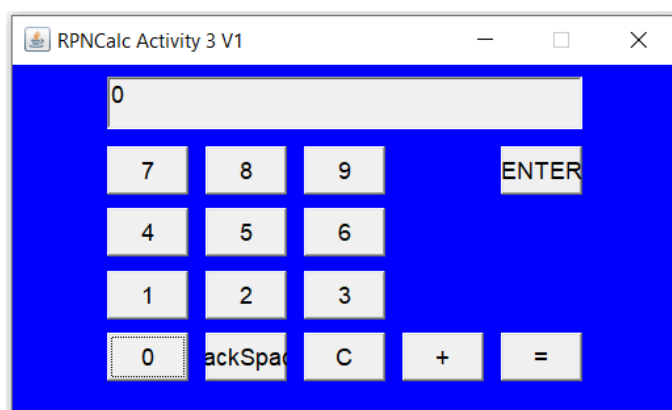 RPNCalc Activity 3 V1
0
7 8 9 ENTER
4 5 6
1 2 3
0 ackSpac C + =